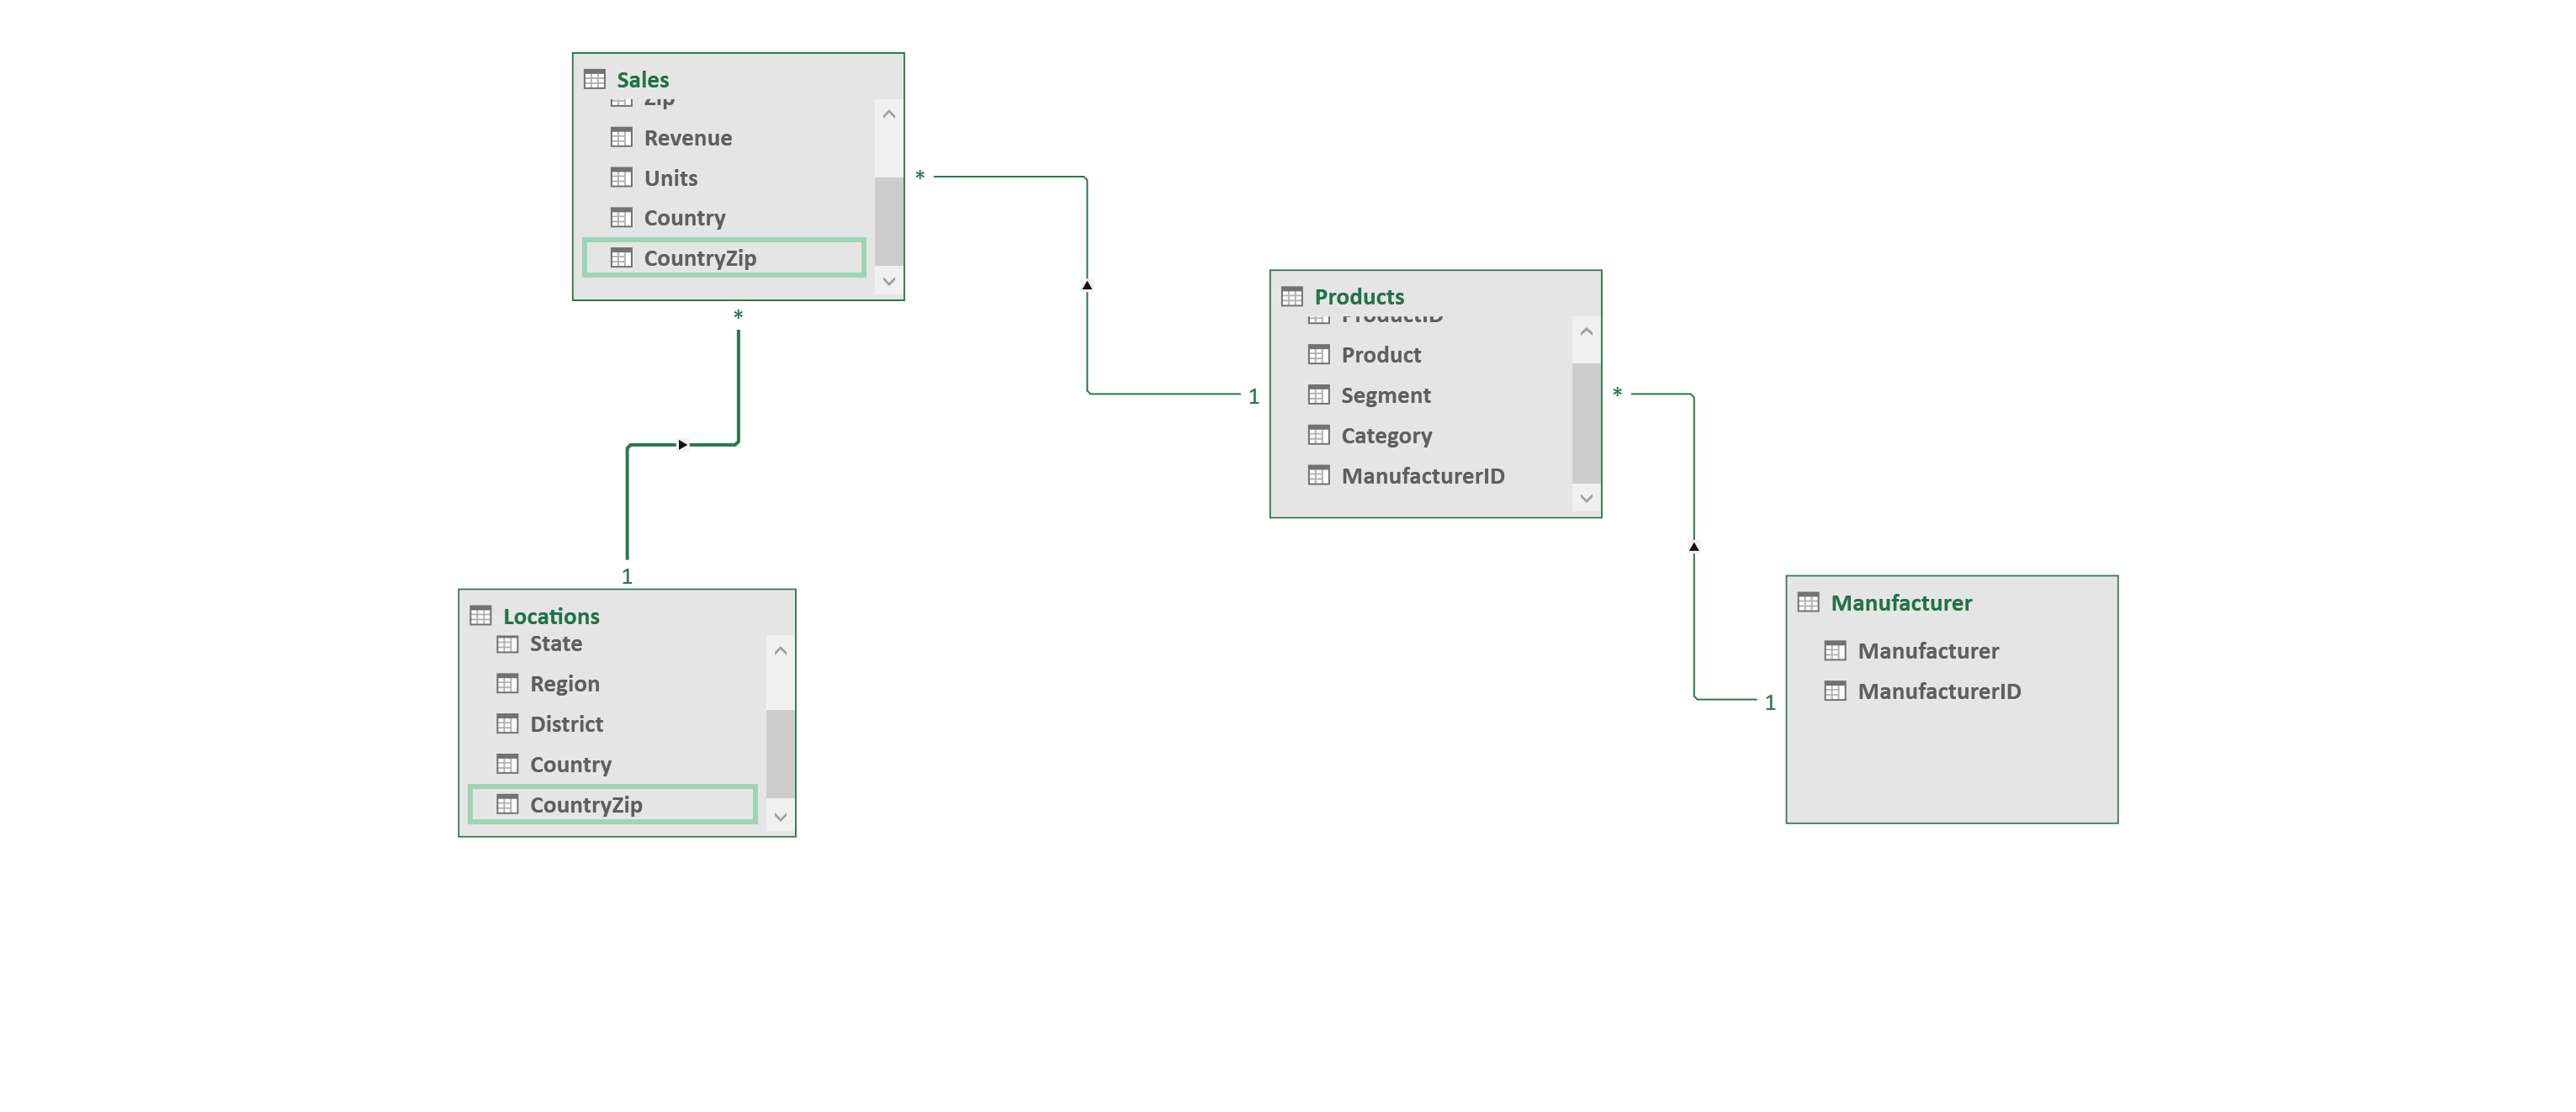 Sales
Zip
Revenue
Units
Country
CountryZip
*
*
1
Products
ProductID
Product
Segment
Category
ManufacturerID
*
1
1
Locations
State
Region
District
Country
CountryZip
Manufacturer
Manufacturer
ManufacturerID